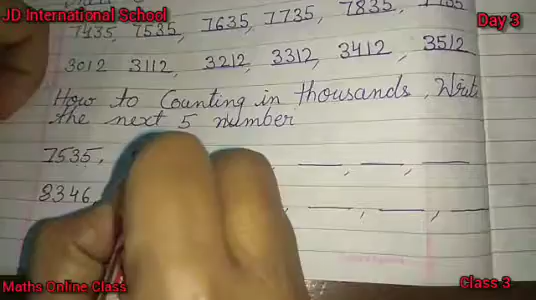 JD International School
Day 3
7435, 7535, 7635, 7735, 7835,
3012 3112, 3212, 3312, 3412, 3512
How to Counting in thousands. Write
the next 5 number
7535,
8346,
Maths Online Class
Class 3